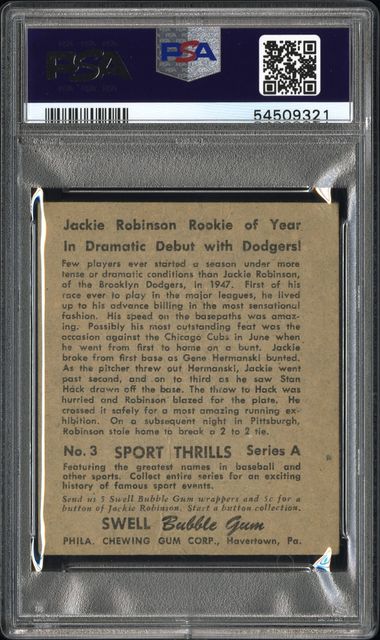 PSA
PSA
54509321
Jackie Robinson Rookie of Year
In Dramatic Debut with Dodgers!
Few players ever started a season under more
tense or dramatic conditions than Jackie Robinson,
of the Brooklyn Dodgers, in 1947. First of his
race ever to play in the major leagues, he lived
up to his advance billing in the most sensational
fashion. His speed on the basepaths was amaz-
ing. Possibly his most outstanding feat was the
occasion against the Chicago Cubs in June when
he went from first to home on a bunt. Jackie
broke from first base as Gene Hermanski bunted.
As the pitcher threw out Hermanski, Jackie went
past second, and on to third as he saw Stan
Hack drawn off the base. The throw to Hack was
hurried and Robinson blazed for the plate. He
crossed it safely for a most amazing running ex-
hibition. On a subsequent night in Pittsburgh,
Robinson stole home to break a 2 to 2 tie.
No. 3 SPORT THRILLS Series A
Featuring the greatest names in baseball and
other sports. Collect entire series for an exciting
history of famous sport events.
Send us 5 Swell Bubble Gum wrappers and 5c for a
button of Jackie Robinson. Start a button collection.
SWELL Bubble Gum
PHILA. CHEWING GUM CORP., Havertown, Pa.